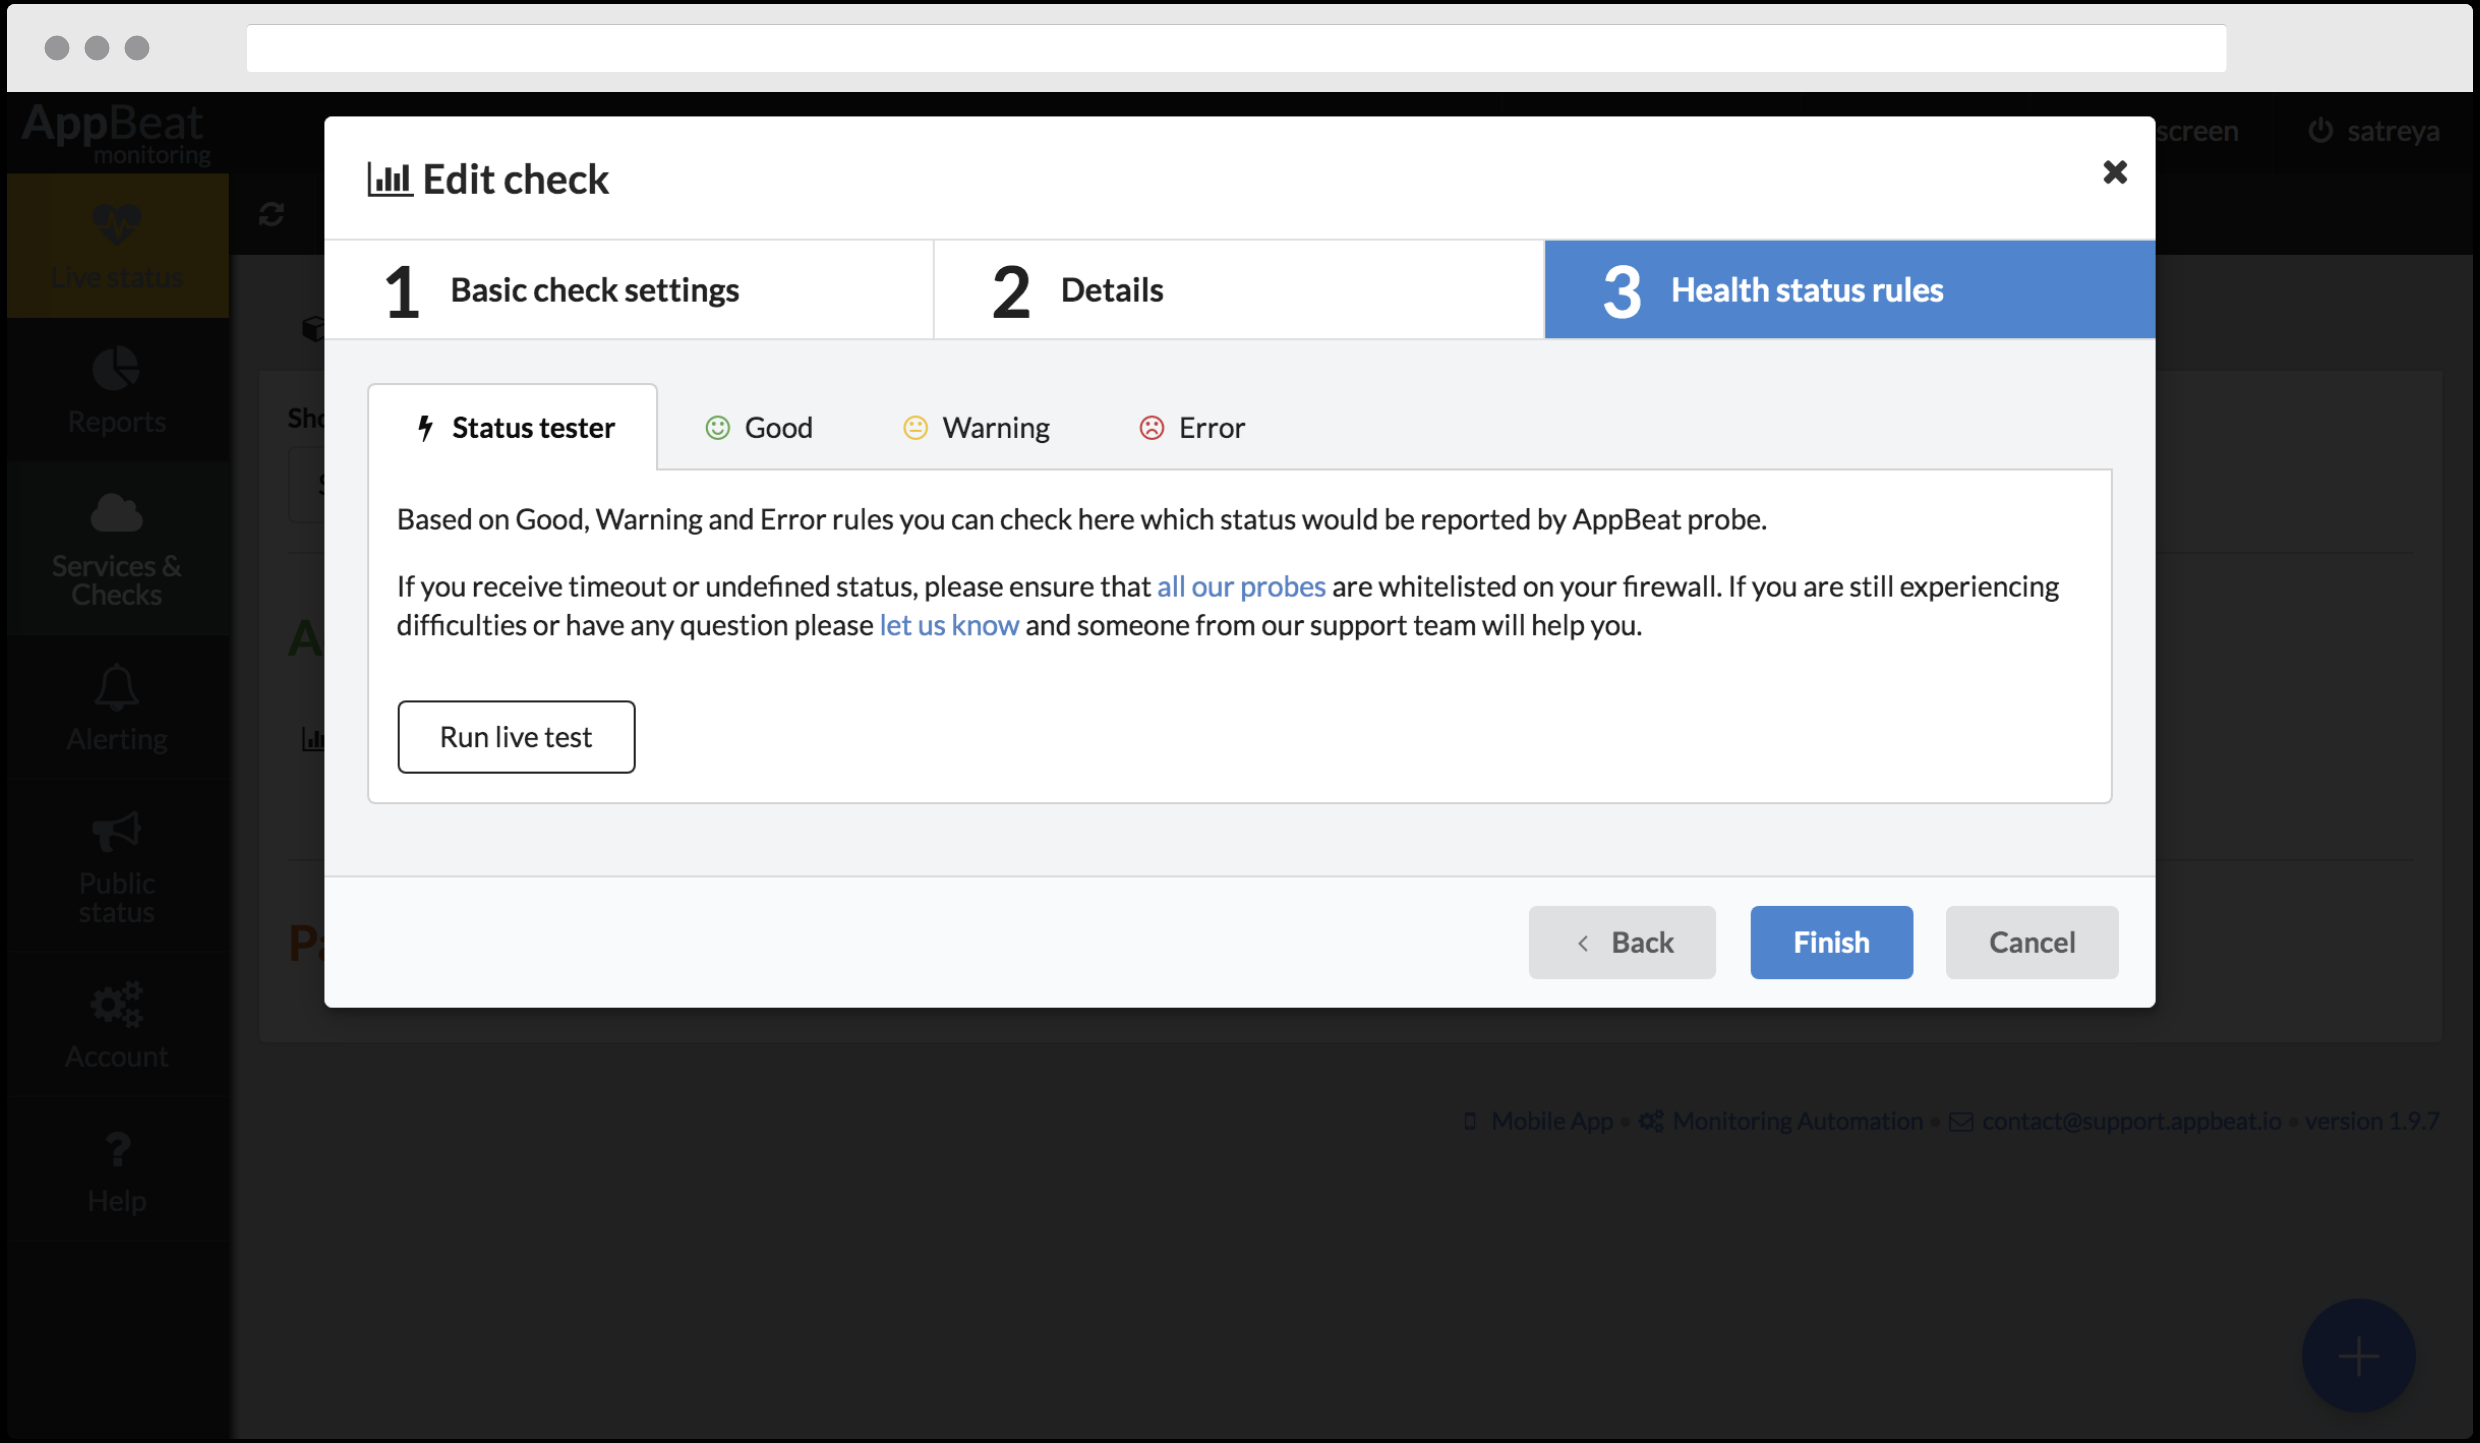 AppBeat
monitoring
screen
satreya
Edit check
1 Basic check settings
2 Details
3 Health status rules
Live status
Reports
Services &
Checks
Alerting
Public
status
Account
Help
Status tester
Good
Warning
Error
Based on Good, Warning and Error rules you can check here which status would be reported by AppBeat probe.
If you receive timeout or undefined status, please ensure that all our probes are whitelisted on your firewall. If you are still experiencing
difficulties or have any question please let us know and someone from our support team will help you.
Run live test
Back
Finish
Cancel
Mobile App • Monitoring Automation • contact@support.appbeat.io • version 1.9.7